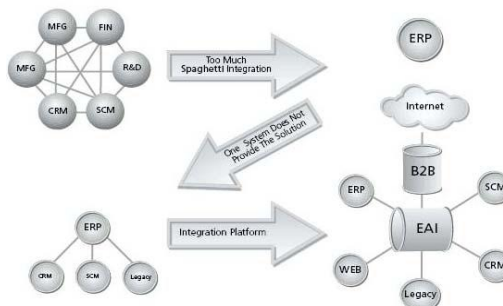 MFG
FIN
MFG
R&D
CRM
SCM
Too Much
Spaghetti Integration
ERP
One System Does Not
Provide The Solution
Internet
B2B
ERP
SCM
EAI
WEB
CRM
Legacy
ERP
CRM
SCM
Legacy
Integration Platform